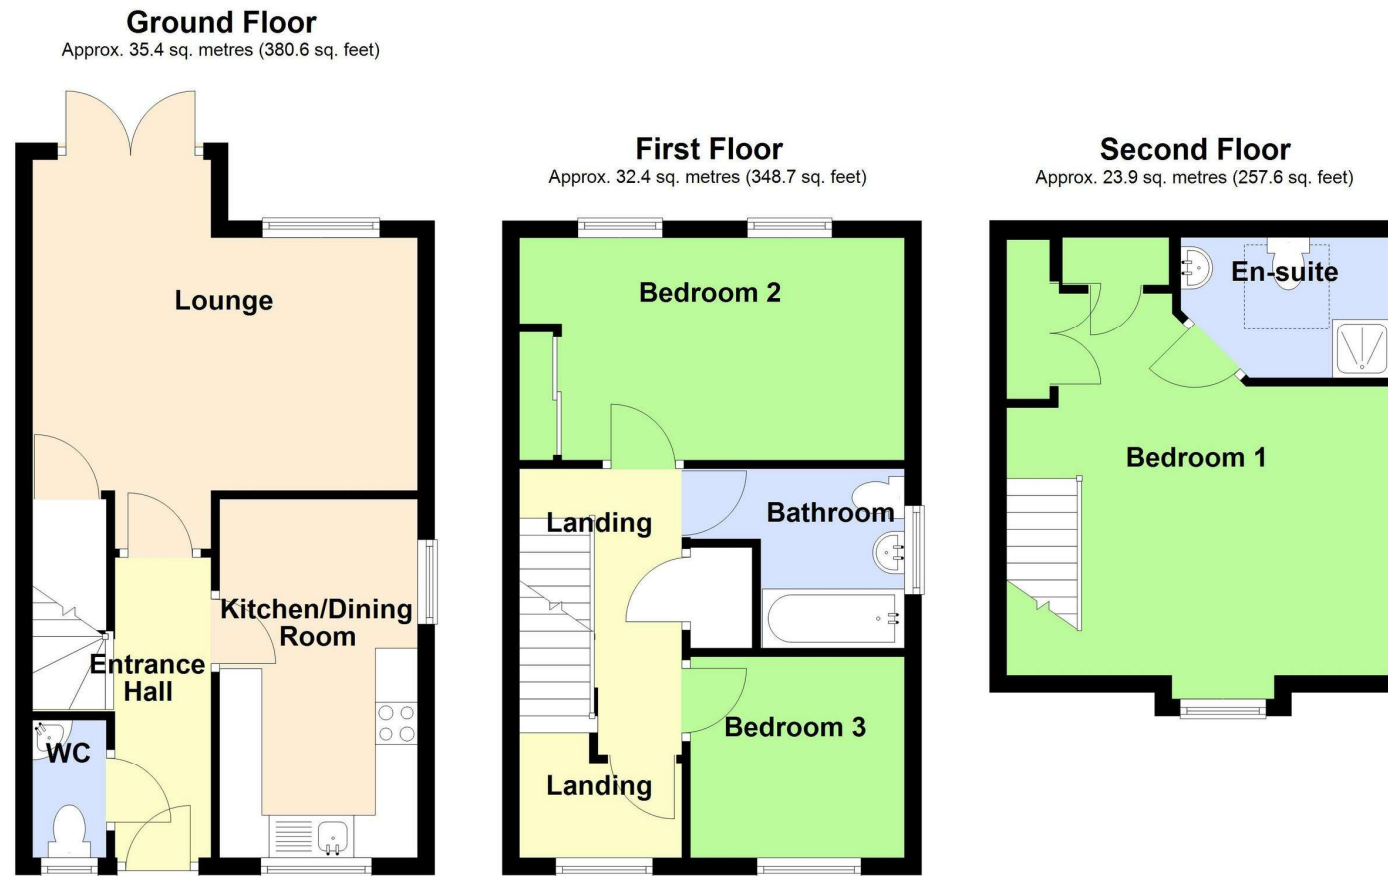 Ground Floor
Approx. 35.4 sq. metres (380.6 sq. feet)
Lounge
Kitchen/Dining
Room
Entrance
Hall
WC
First Floor
Approx. 32.4 sq. metres (348.7 sq. feet)
Bedroom 2
Landing
Bathroom
Bedroom 3
Landing
Second Floor
Approx. 23.9 sq. metres (257.6 sq. feet)
En-suite
Bedroom 1